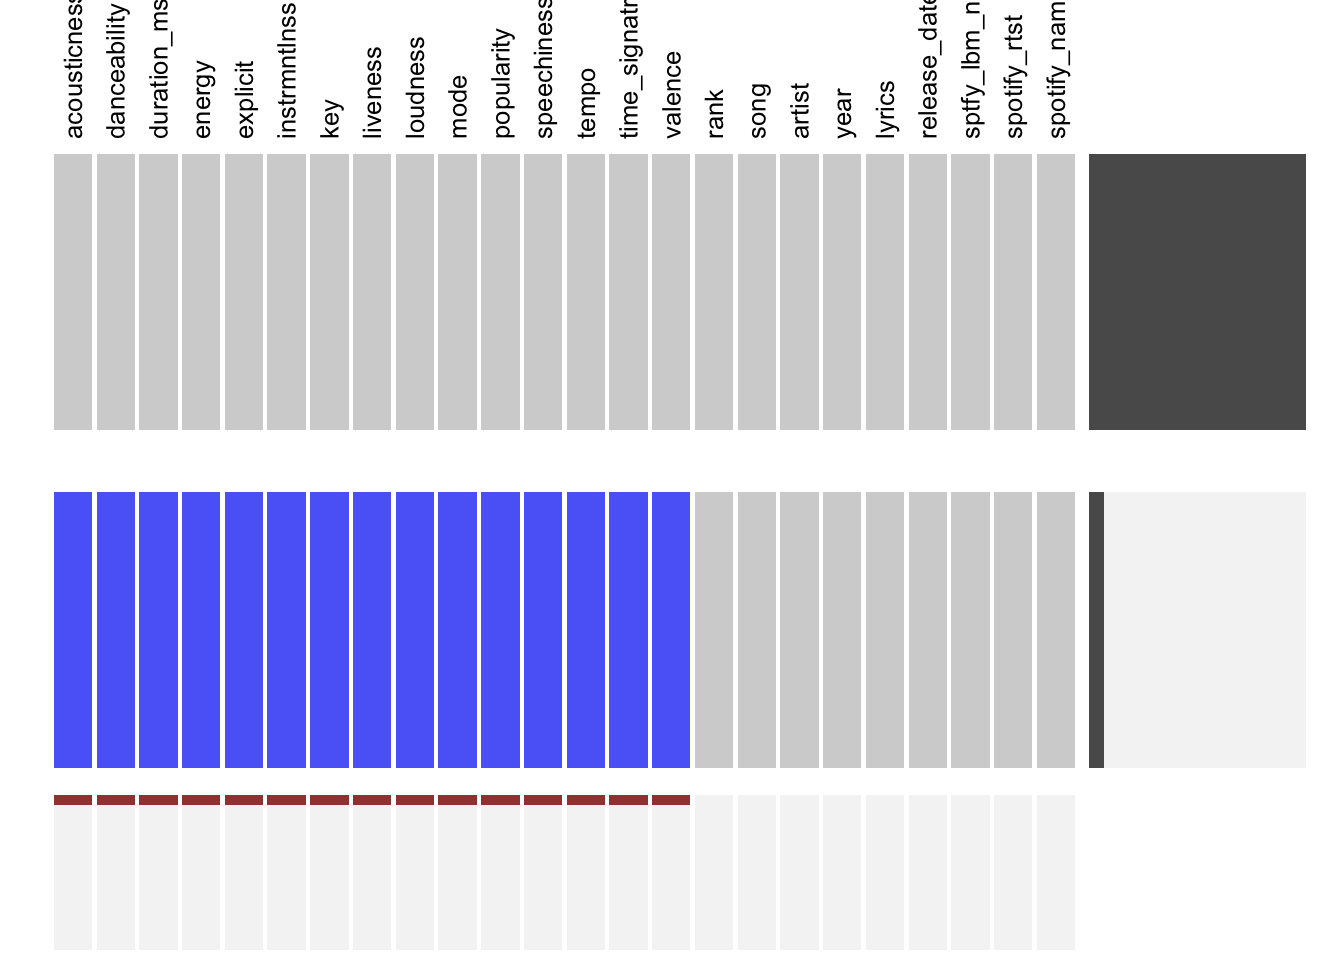 acousticness
danceability
duration_ms
energy
explicit
instrmntlnss
key
liveness
loudness
mode
popularity
speechiness
tempo
time_signatr
valence
rank
song
artist
year
lyrics
release_date
sptfy_lbm_n
spotify_rtst
spotify_nam